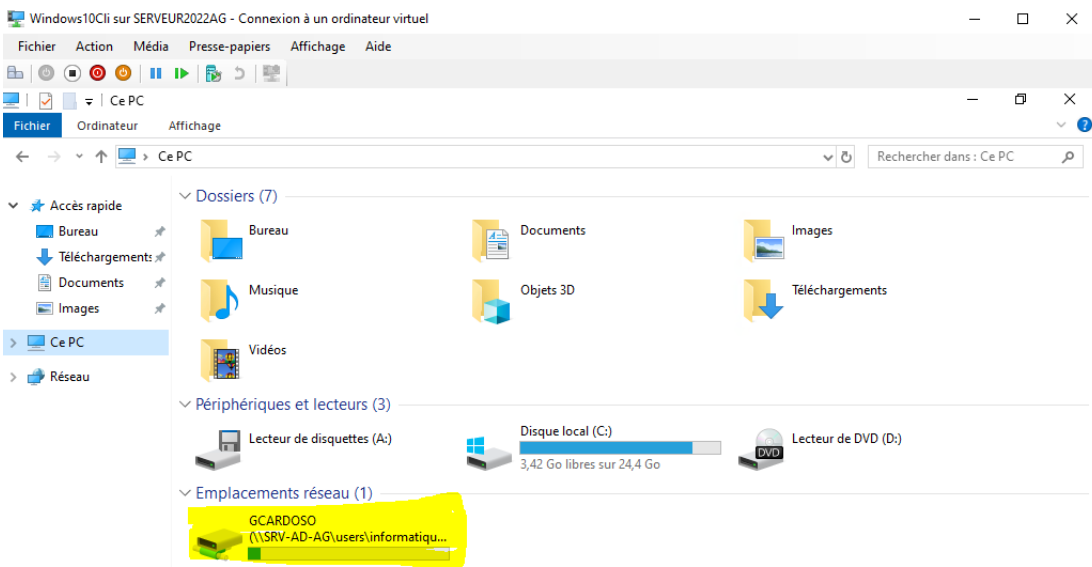 Windows10Cli sur SERVEUR2022AG - Connexion à un ordinateur virtuel
Fichier Action Média Presse-papiers Affichage Aide
Ce PC
Fichier Ordinateur Affichage
Ce PC
Rechercher dans : Ce PC
Accès rapide
Bureau
Téléchargements
Documents
Images
Ce PC
Réseau
Dossiers (7)
Bureau Documents Images
Musique Objets 3D Téléchargements
Vidéos
Périphériques et lecteurs (3)
Lecteur de disquettes (A:) Disque local (C:) Lecteur de DVD (D:)
3,42 Go libres sur 24,4 Go
DVD
Emplacements réseau (1)
GCARDOSO
(\\SRV-AD-AG\users\informatiqu...